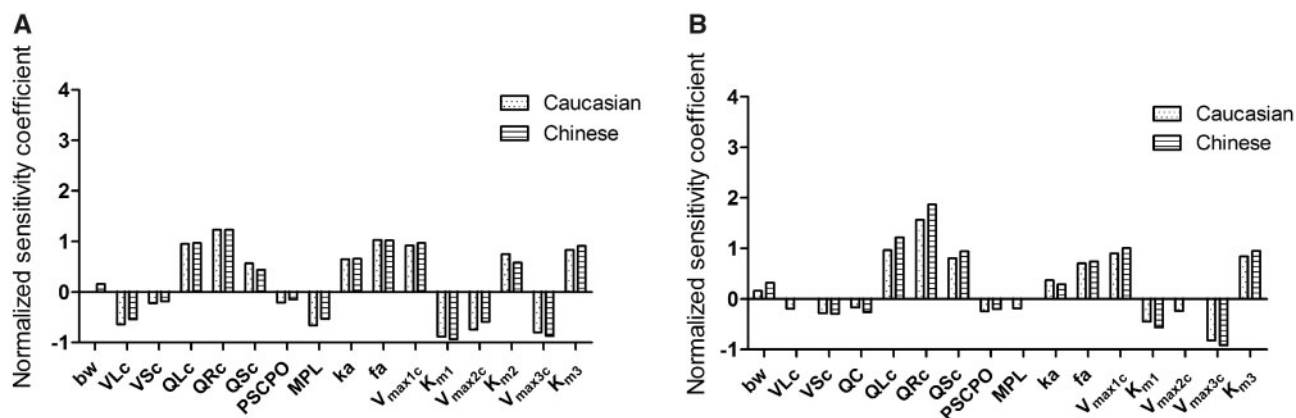 A
Normalized sensitivity coefficient
4
3
2
1
0
-1
Caucasian
Chinese
bw
VLc
VSc
QLc
QRc
QSc
PSCPO
MPL
ka
fa
Vmax1c
Km1
Vmax2c
Km2
Vmax3c
Km3
B
Normalized sensitivity coefficient
4
3
2
1
0
-1
Caucasian
Chinese
bw
VLc
VSc
QC
QLc
QRc
QSc
PSCPO
MPL
ka
fa
Vmax1c
Km1
Vmax2c
Vmax3c
Km3